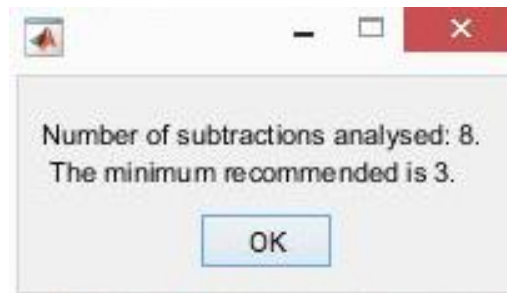 Number of subtractions analysed: 8.
The minimum recommended is 3.
OK